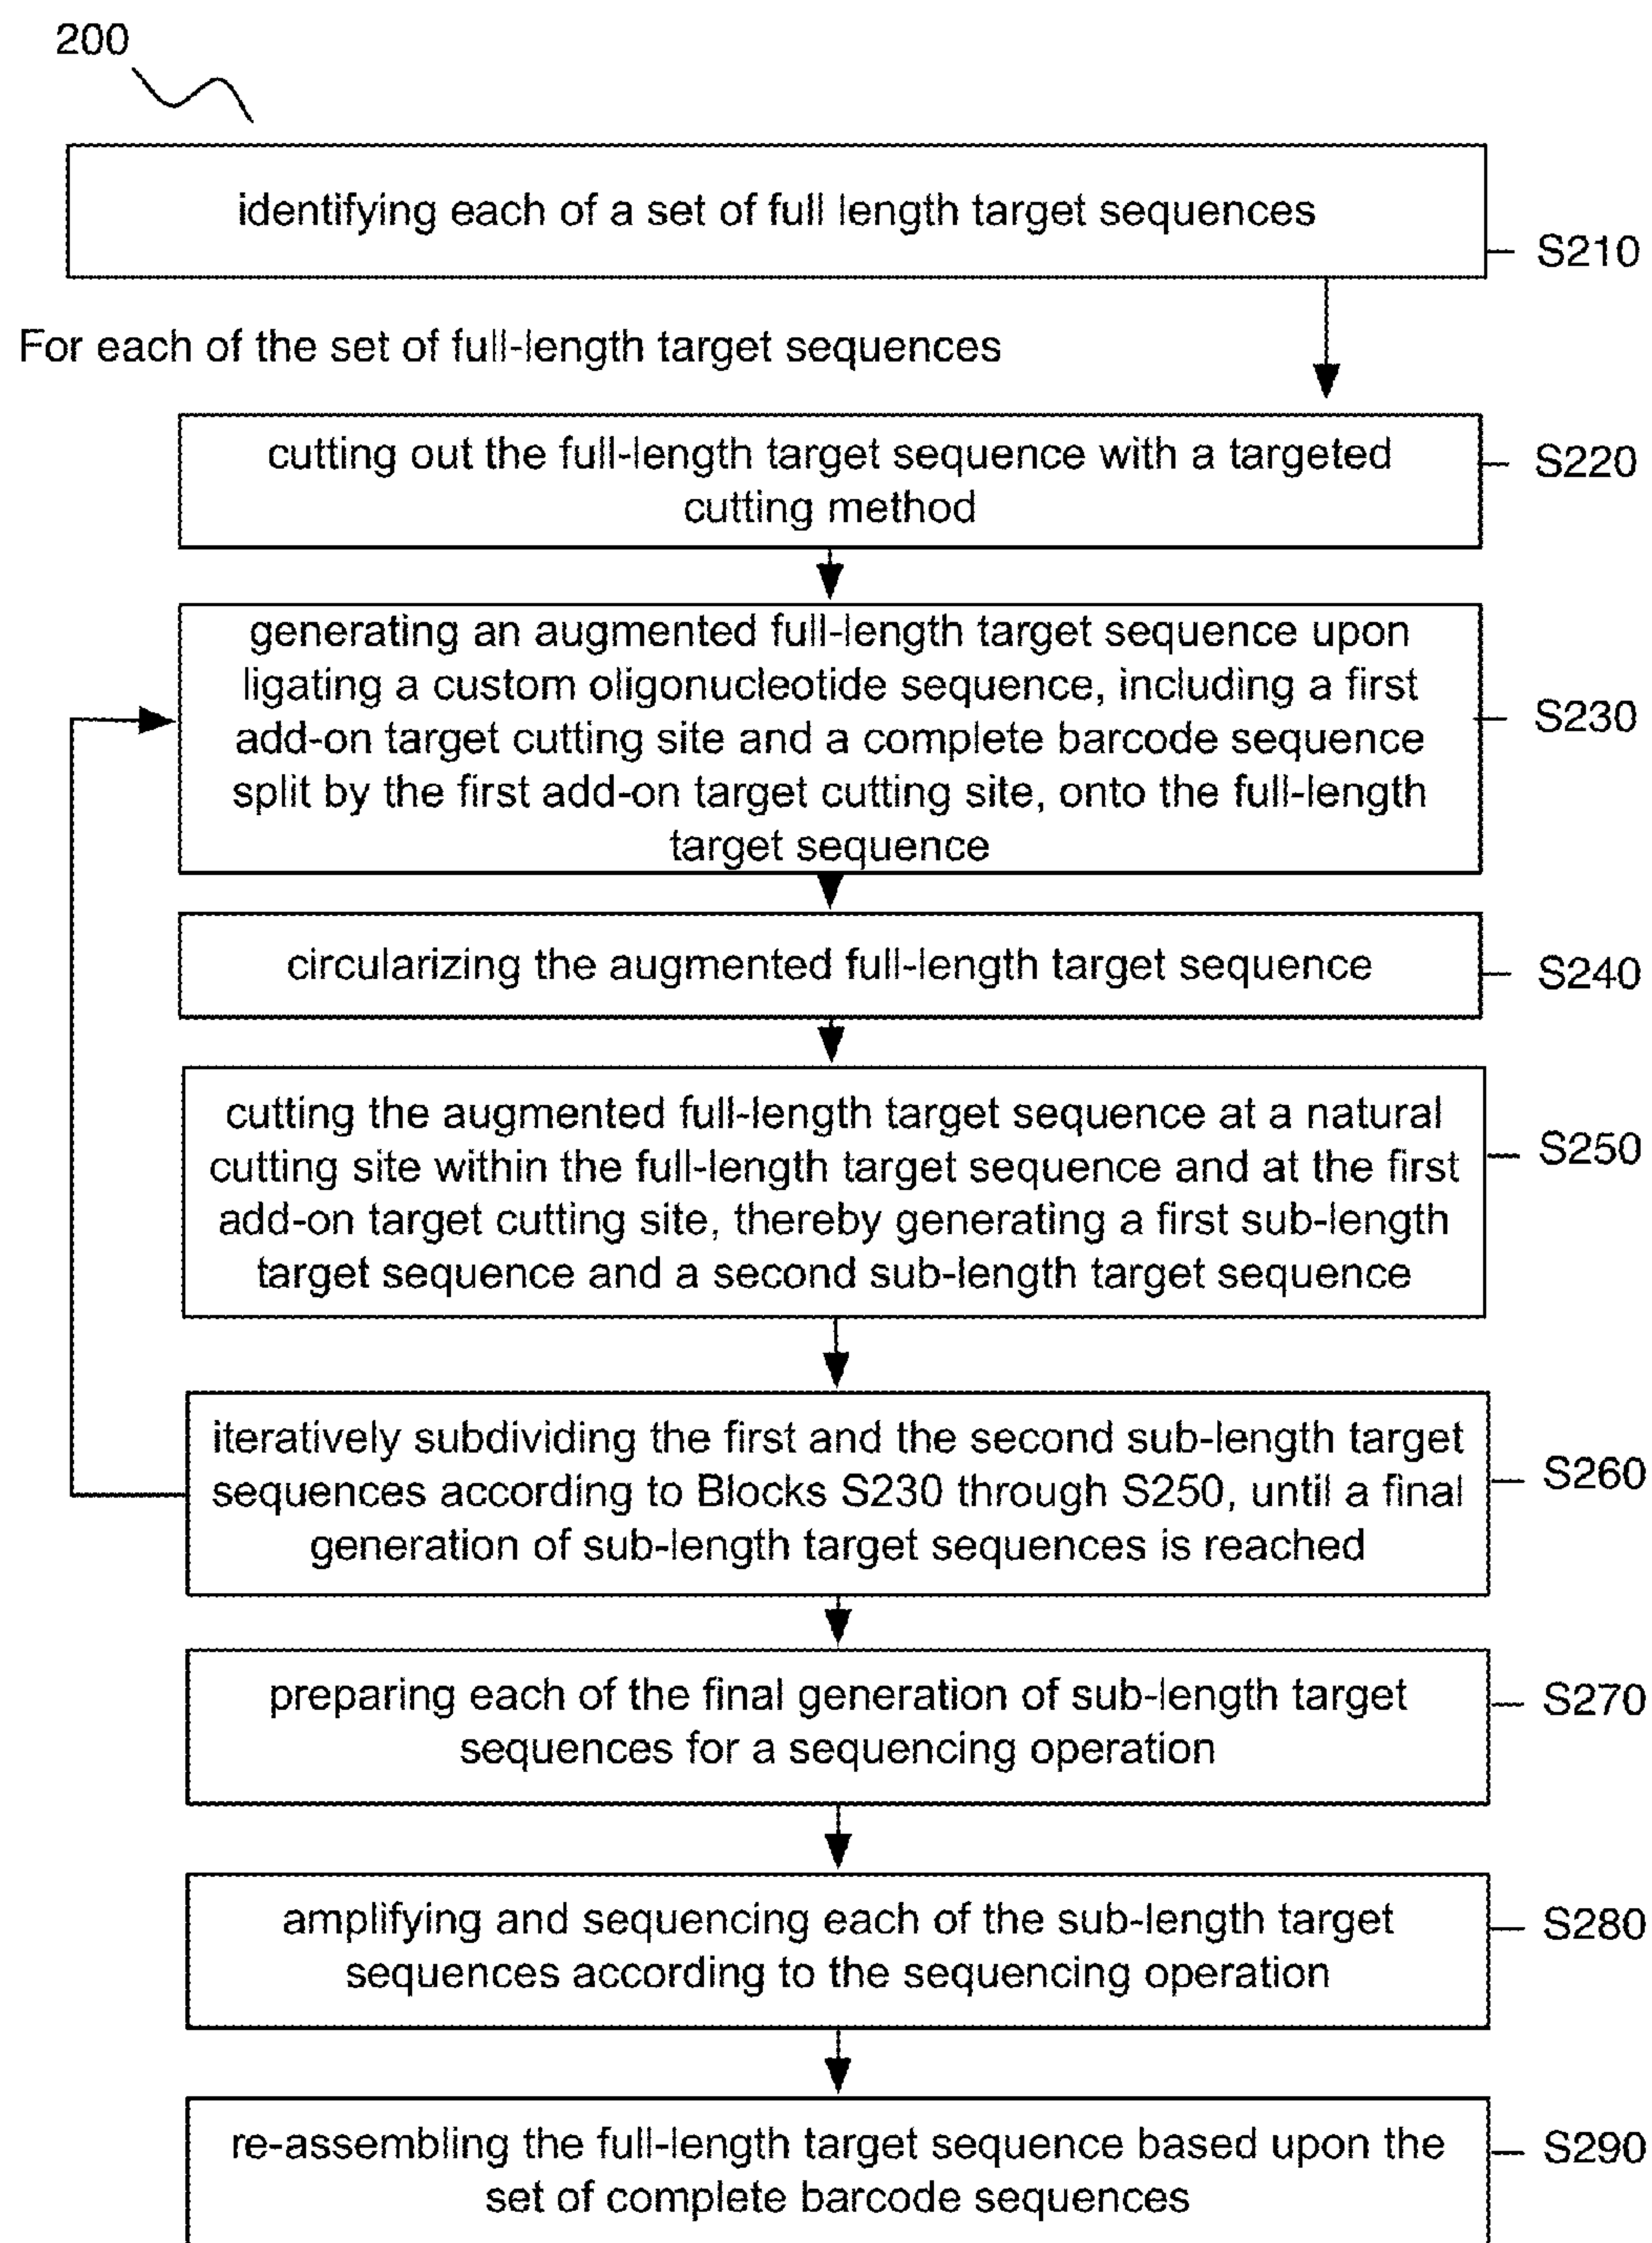 200
identifying each of a set of full length target sequences
S210
For each of the set of full-length target sequences
cutting out the full-length target sequence with a targeted
cutting method
S220
generating an augmented full-length target sequence upon
ligating a custom oligonucleotide sequence, including a first
add-on target cutting site and a complete barcode sequence
split by the first add-on target cutting site, onto the full-length
target sequence
S230
circularizing the augmented full-length target sequence
S240
cutting the augmented full-length target sequence at a natural
cutting site within the full-length target sequence and at the first
add-on target cutting site, thereby generating a first sub-length
target sequence and a second sub-length target sequence
S250
iteratively subdividing the first and the second sub-length target
sequences according to Blocks S230 through S250, until a final
generation of sub-length target sequences is reached
S260
preparing each of the final generation of sub-length target
sequences for a sequencing operation
S270
amplifying and sequencing each of the sub-length target
sequences according to the sequencing operation
S280
re-assembling the full-length target sequence based upon the
set of complete barcode sequences
S290